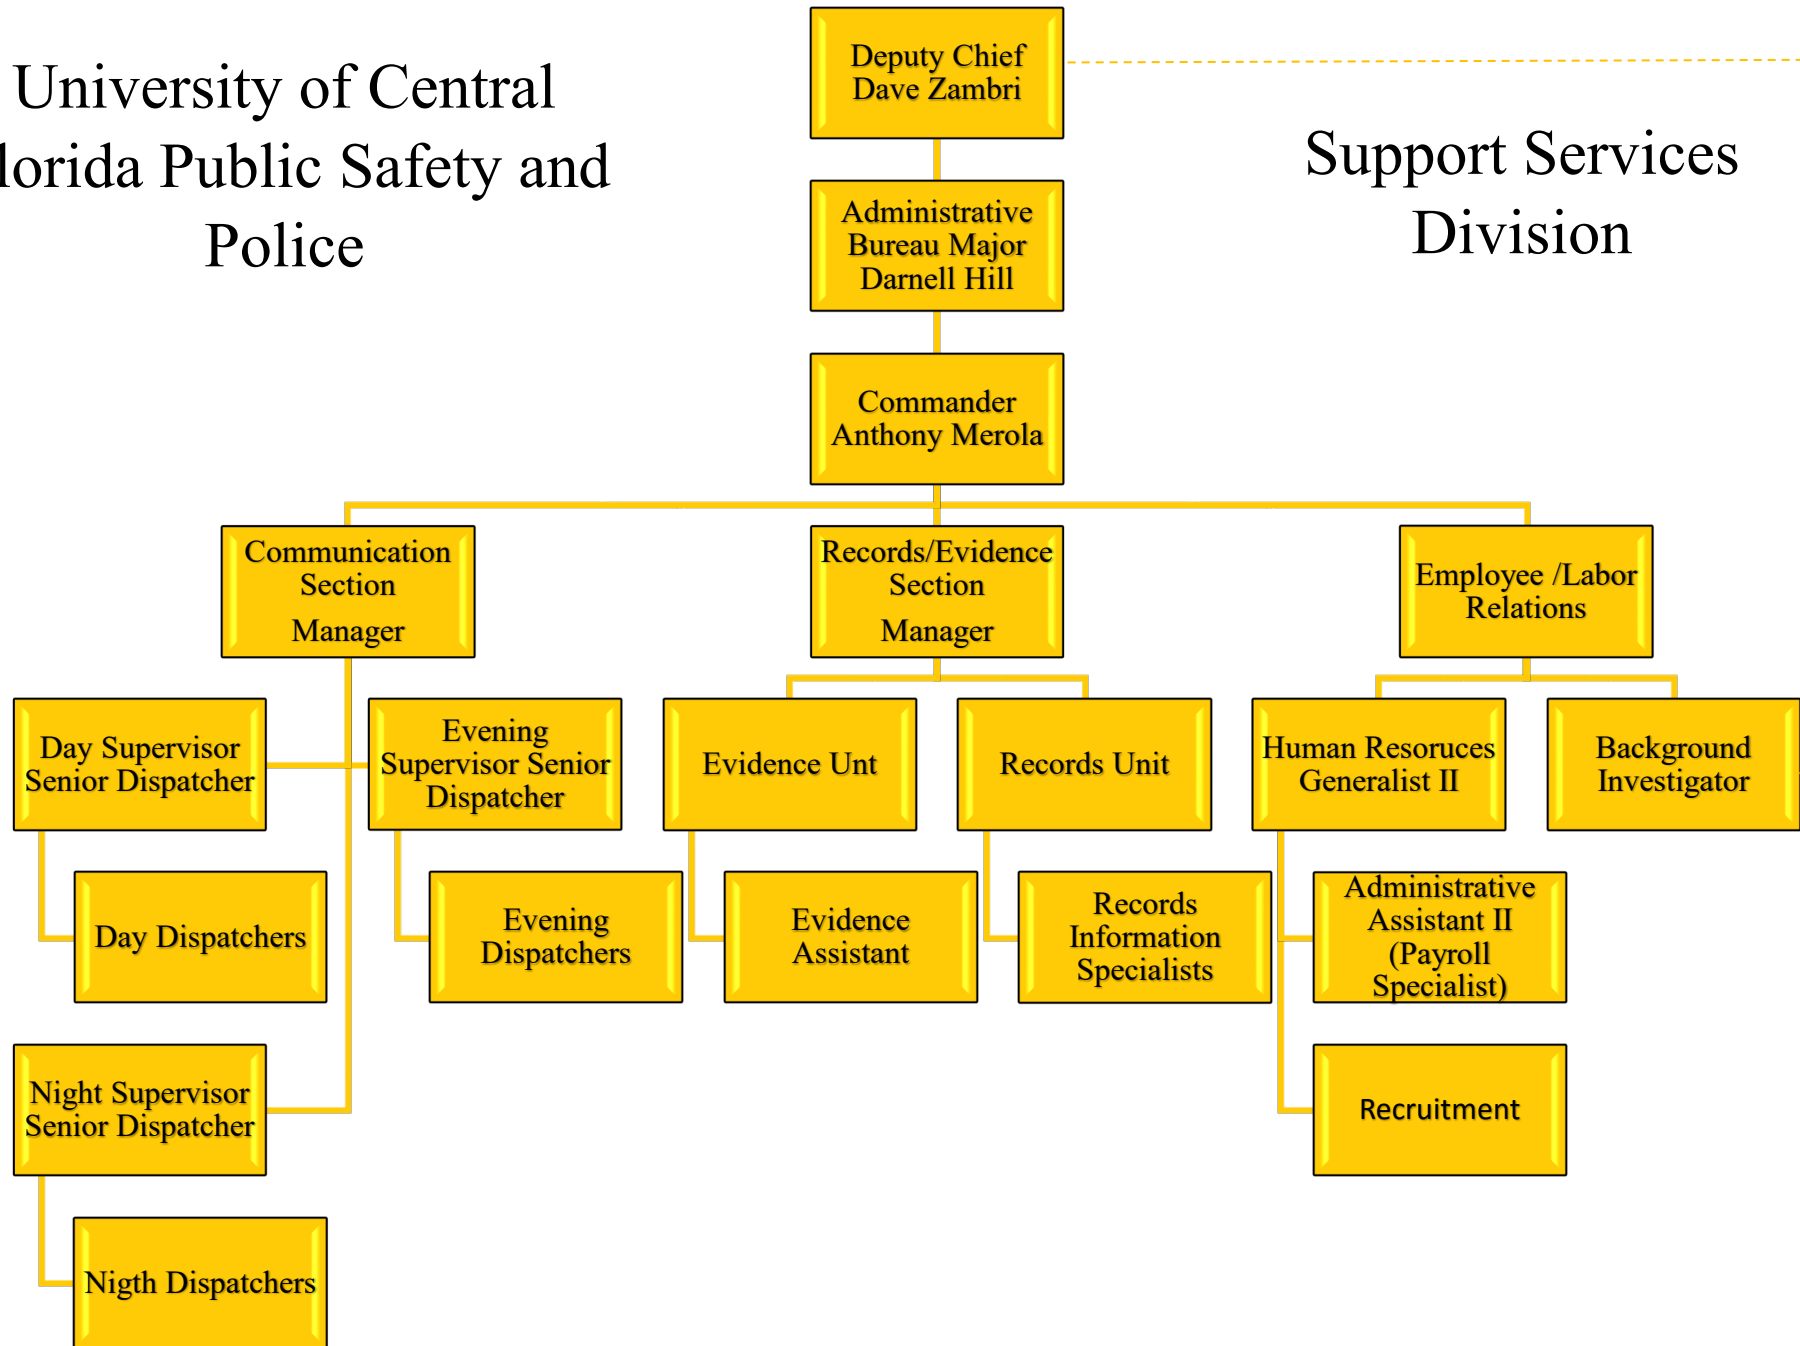 University of Central
lorida Public Safety and
Police
Support Services
Division
Deputy Chief
Dave Zambri
Administrative
Bureau Major
Darnell Hill
Commander
Anthony Merola
Communication
Section
Manager
Records/Evidence
Section
Manager
Employee /Labor
Relations
Day Supervisor
Senior Dispatcher
Evening
Supervisor Senior
Dispatcher
Evidence Unt
Records Unit
Human Resoruces
Generalist II
Background
Investigator
Day Dispatchers
Evening
Dispatchers
Evidence
Assistant
Records
Information
Specialists
Administrative
Assistant II
(Payroll
Specialist)
Night Supervisor
Senior Dispatcher
Recruitment
Nigth Dispatchers